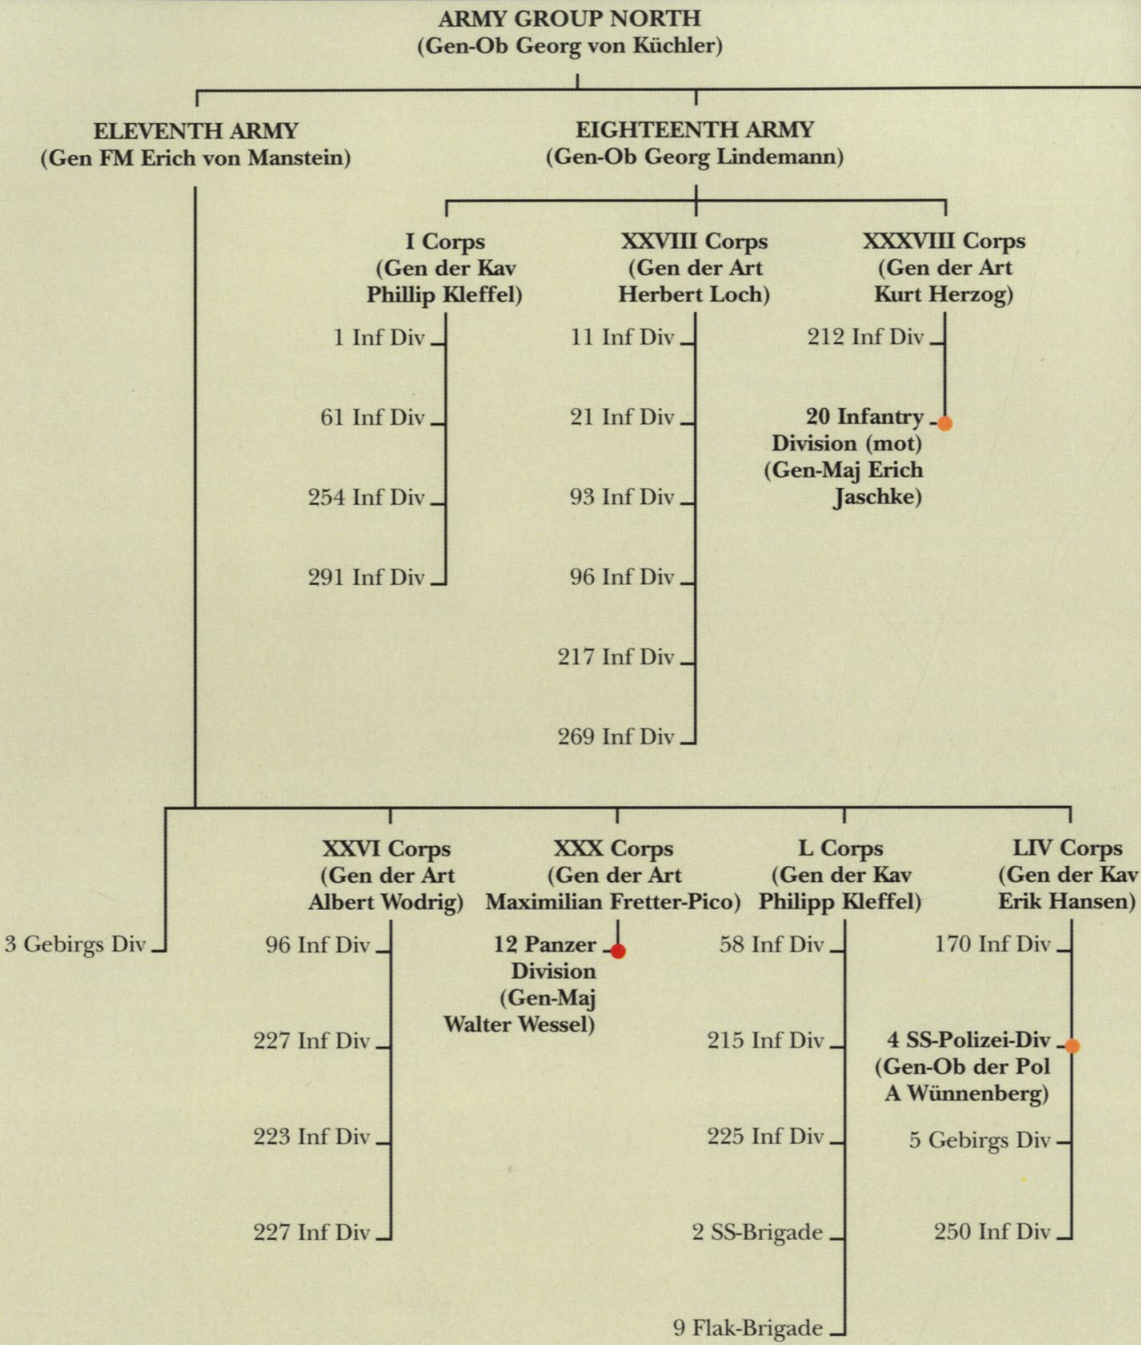 ARMY GROUP NORTH
(Gen-Ob Georg von Küchler)
ELEVENTH ARMY
(Gen FM Erich von Manstein)
EIGHTEENTH ARMY
(Gen-Ob Georg Lindemann)
I Corps
(Gen der Kav
Phillip Kleffel)
1 Inf Div
61 Inf Div
254 Inf Div
291 Inf Div
XXVIII Corps
(Gen der Art
Herbert Loch)
11 Inf Div
21 Inf Div
93 Inf Div
96 Inf Div
217 Inf Div
269 Inf Div
XXXVIII Corps
(Gen der Art
Kurt Herzog)
212 Inf Div
20 Infantry
Division (mot)
(Gen-Maj Erich
Jaschke)
3 Gebirgs Div
XXVI Corps
(Gen der Art
Albert Wodrig)
96 Inf Div
227 Inf Div
223 Inf Div
227 Inf Div
XXX Corps
(Gen der Art
Maximilian Fretter-Pico)
12 Panzer
Division
(Gen-Maj
Walter Wessel)
L Corps
(Gen der Kav
Philipp Kleffel)
58 Inf Div
215 Inf Div
225 Inf Div
2 SS-Brigade
9 Flak-Brigade
LIV Corps
(Gen der Kav
Erik Hansen)
170 Inf Div
4 SS-Polizei-Div
(Gen-Ob der Pol
A Wünnenberg)
5 Gebirgs Div
250 Inf Div